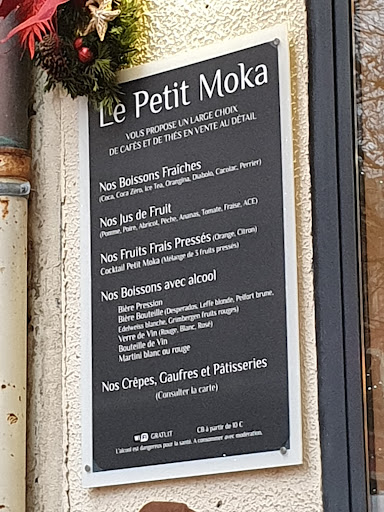 Le Petit Moka
VOUS PROPOSE UN LARGE CHOIX
DE CAFÉS ET DE THÉS EN VENTE AU DÉTAIL
Nos Boissons Fraîches
(Coca, Coca Zéro, Ice Tea, Orangina, Diabolo, Cacolac, Perrier)
Nos Jus de Fruit
(Pomme, Poire, Abricot, Pêche, Ananas, Tomate, Fraise, ACE)
Nos Fruits Frais Pressés (Orange, Citron)
Cocktail Petit Moka (Mélange de 3 fruits pressés)
Nos Boissons avec alcool
Bière Pression
Bière Bouteille (Desperados, Leffe blonde, Pelfort brune,
Edelweiss blanche, Grimbergen fruits rouges)
Verre de Vin (Rouge, Blanc, Rosé)
Bouteille de Vin
Martini blanc ou rouge
Nos Crêpes, Gaufres et Pâtisseries
(Consulter la carte)
WiFi GRATUIT CB à partir de 10 €
L'alcool est dangereux pour la santé. A consommer avec modération.